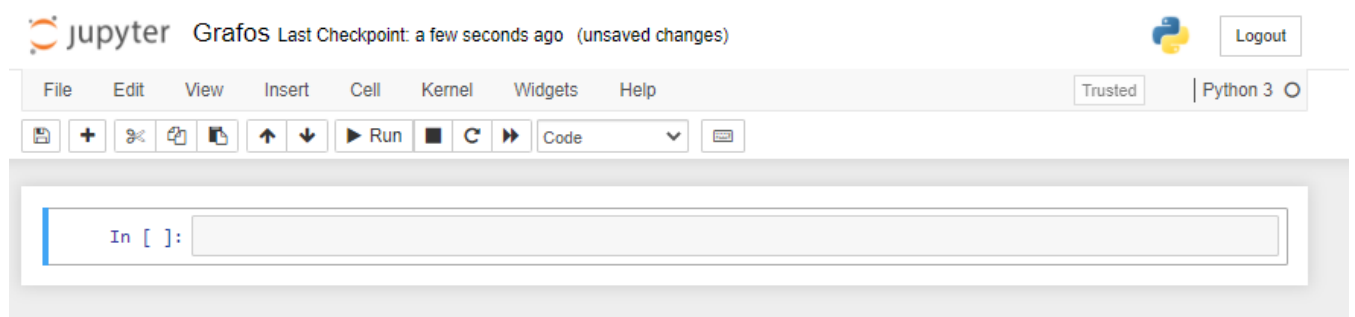 jupyter Grafos Last Checkpoint: a few seconds ago (unsaved changes) Logout
File Edit View Insert Cell Kernel Widgets Help Trusted Python 3
Run Code
In [ ]: